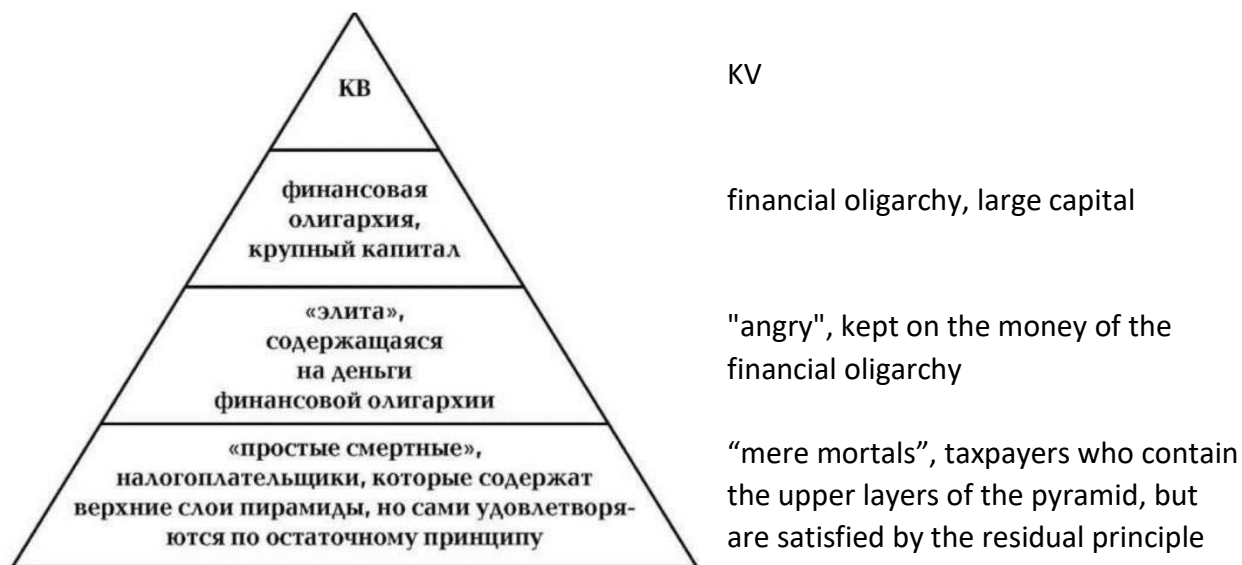 КВ
KV
финансовая
олигархия,
крупный капитал
financial oligarchy, large capital
«элита»,
содержащаяся
на деньги
финансовой олигархии
"angry", kept on the money of the
financial oligarchy
«простые смертные»,
налогоплательщики, которые содержат
верхние слои пирамиды, но сами удовлетворя-
ются по остаточному принципу
“mere mortals”, taxpayers who contain
the upper layers of the pyramid, but
are satisfied by the residual principle